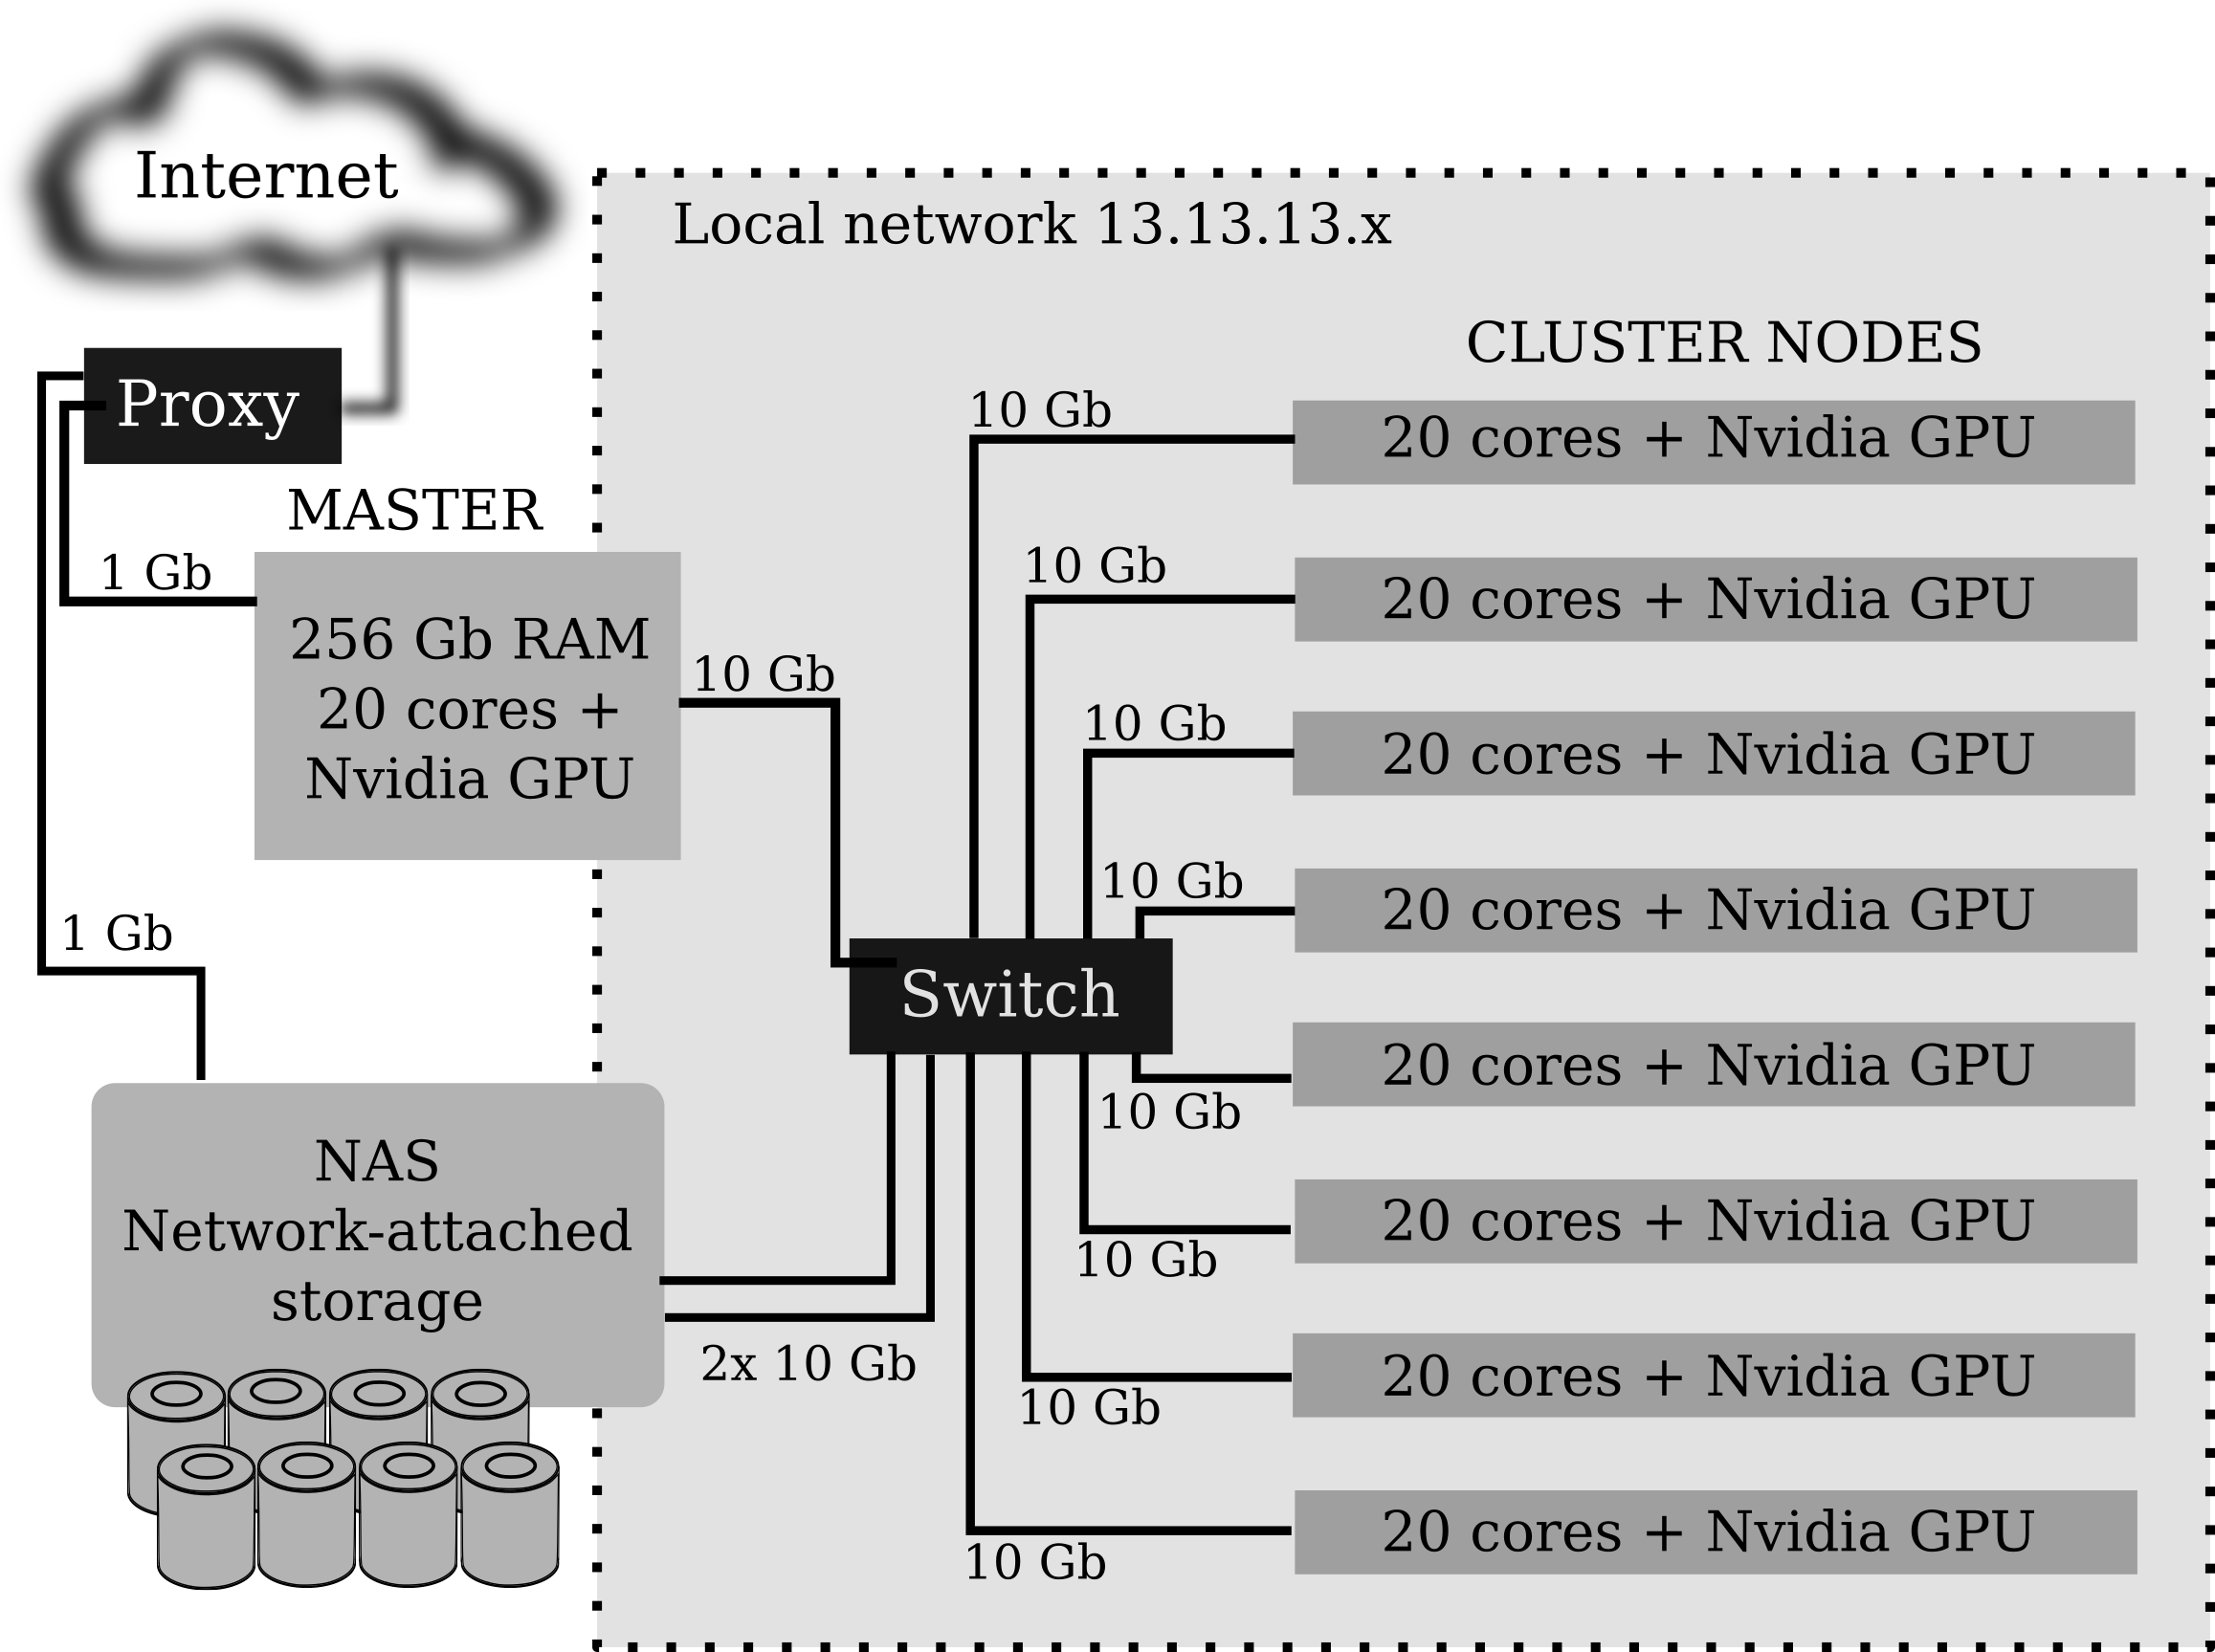 Internet
Local network 13.13.13.x
CLUSTER NODES
Proxy
10 Gb
20 cores + Nvidia GPU
MASTER
1 Gb
10 Gb
20 cores + Nvidia GPU
256 Gb RAM
20 cores +
Nvidia GPU
10 Gb
10 Gb
20 cores + Nvidia GPU
10 Gb
20 cores + Nvidia GPU
1 Gb
Switch
20 cores + Nvidia GPU
10 Gb
NAS
Network-attached
storage
20 cores + Nvidia GPU
10 Gb
2x 10 Gb
20 cores + Nvidia GPU
10 Gb
20 cores + Nvidia GPU
10 Gb